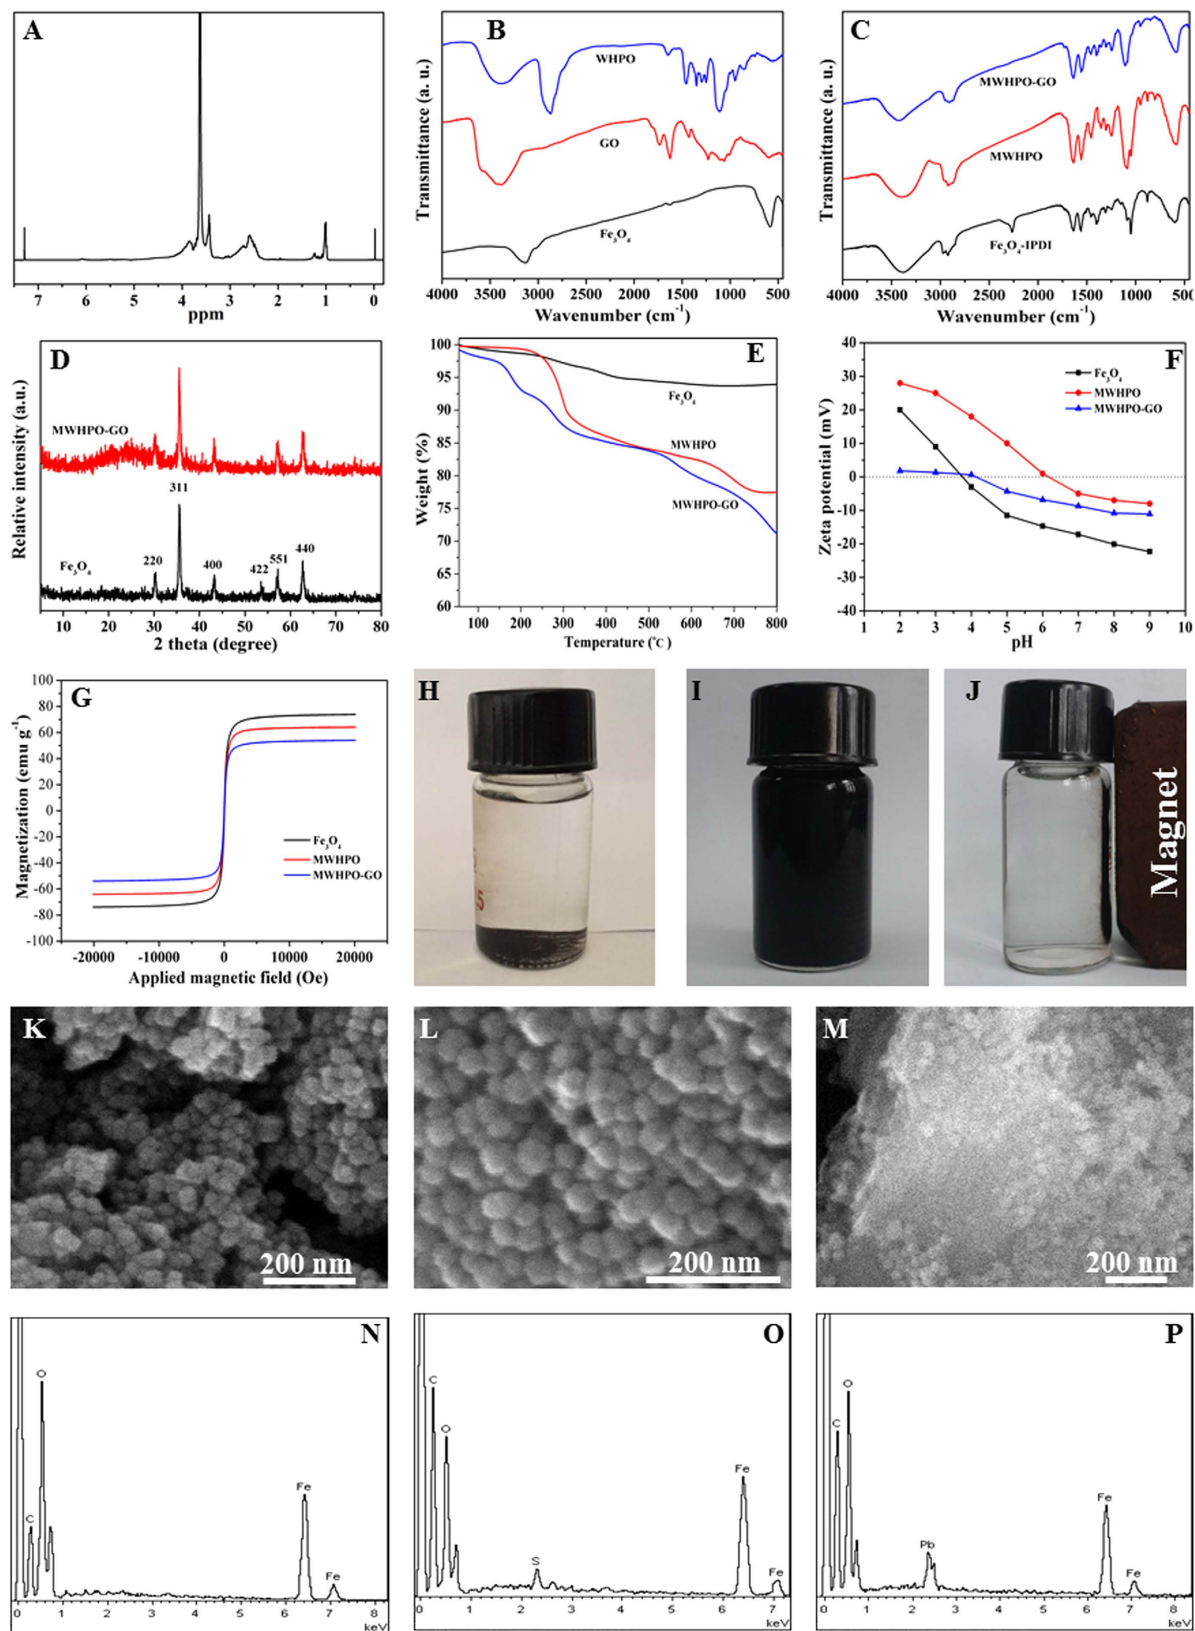 A
7 6 5 4 3 2 1 0
ppm
B
Transmittance (a. u.)
WHPO
GO
Fe₃O₄
4000 3500 3000 2500 2000 1500 1000 500
Wavenumber (cm⁻¹)
C
Transmittance (a. u.)
MWHPO-GO
MWHPO
Fe₃O₄-IPDI
4000 3500 3000 2500 2000 1500 1000 500
Wavenumber (cm⁻¹)
D
Relative intensity (a.u.)
MWHPO-GO
311
220 400 422 551 440
Fe₃O₄
10 20 30 40 50 60 70 80
2 theta (degree)
E
Weight (%)
100
95
90
85
80
75
70
65
60
Fe₃O₄
MWHPO
MWHPO-GO
100 200 300 400 500 600 700 800
Temperature (℃)
F
Zeta potential (mV)
40
30
20
10
0
-10
-20
-30
-40
Fe₃O₄
MWHPO
MWHPO-GO
1 2 3 4 5 6 7 8 9 10
pH
G
Magnetization (emu g⁻¹)
100
80
60
40
20
0
-20
-40
-60
-80
-100
Fe₃O₄
MWHPO
MWHPO-GO
-20000 -10000 0 10000 20000
Applied magnetic field (Oe)
H
I
J
Magnet
K
200 nm
L
200 nm
M
200 nm
N
O
C
Fe
Fe
0 1 2 3 4 5 6 7 8
keV
O
C
O
S
Fe
Fe
0 1 2 3 4 5 6 7
keV
P
O
C
Pb
Fe
Fe
0 1 2 3 4 5 6 7 8
keV